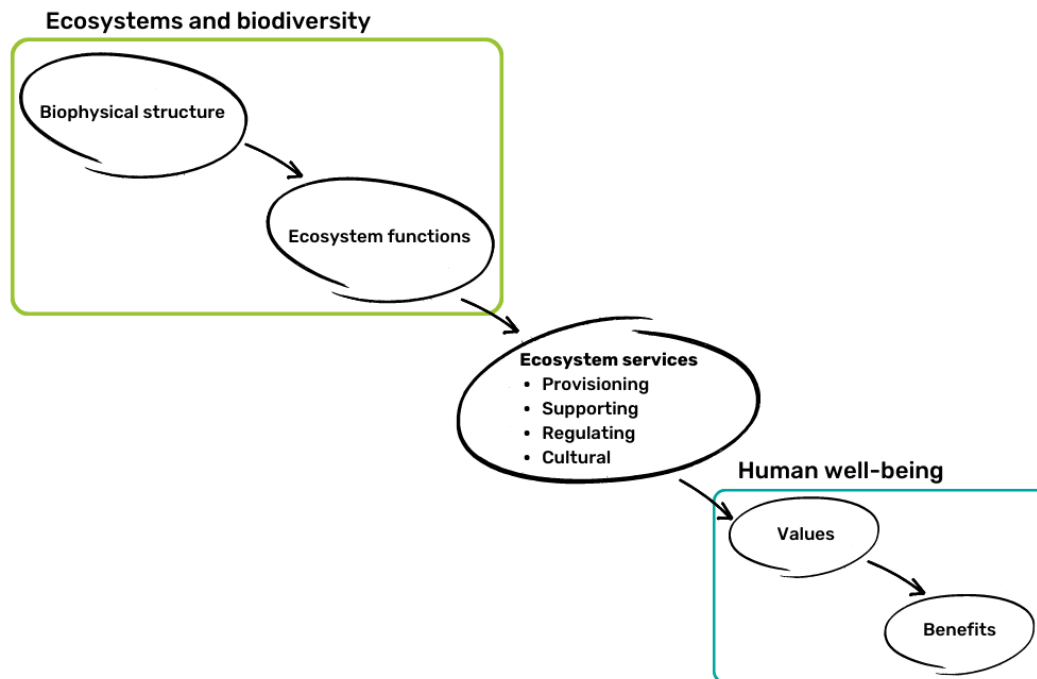 Ecosystems and biodiversity
Biophysical structure
Ecosystem functions
Ecosystem services
• Provisioning
• Supporting
• Regulating
• Cultural
Human well-being
Values
Benefits